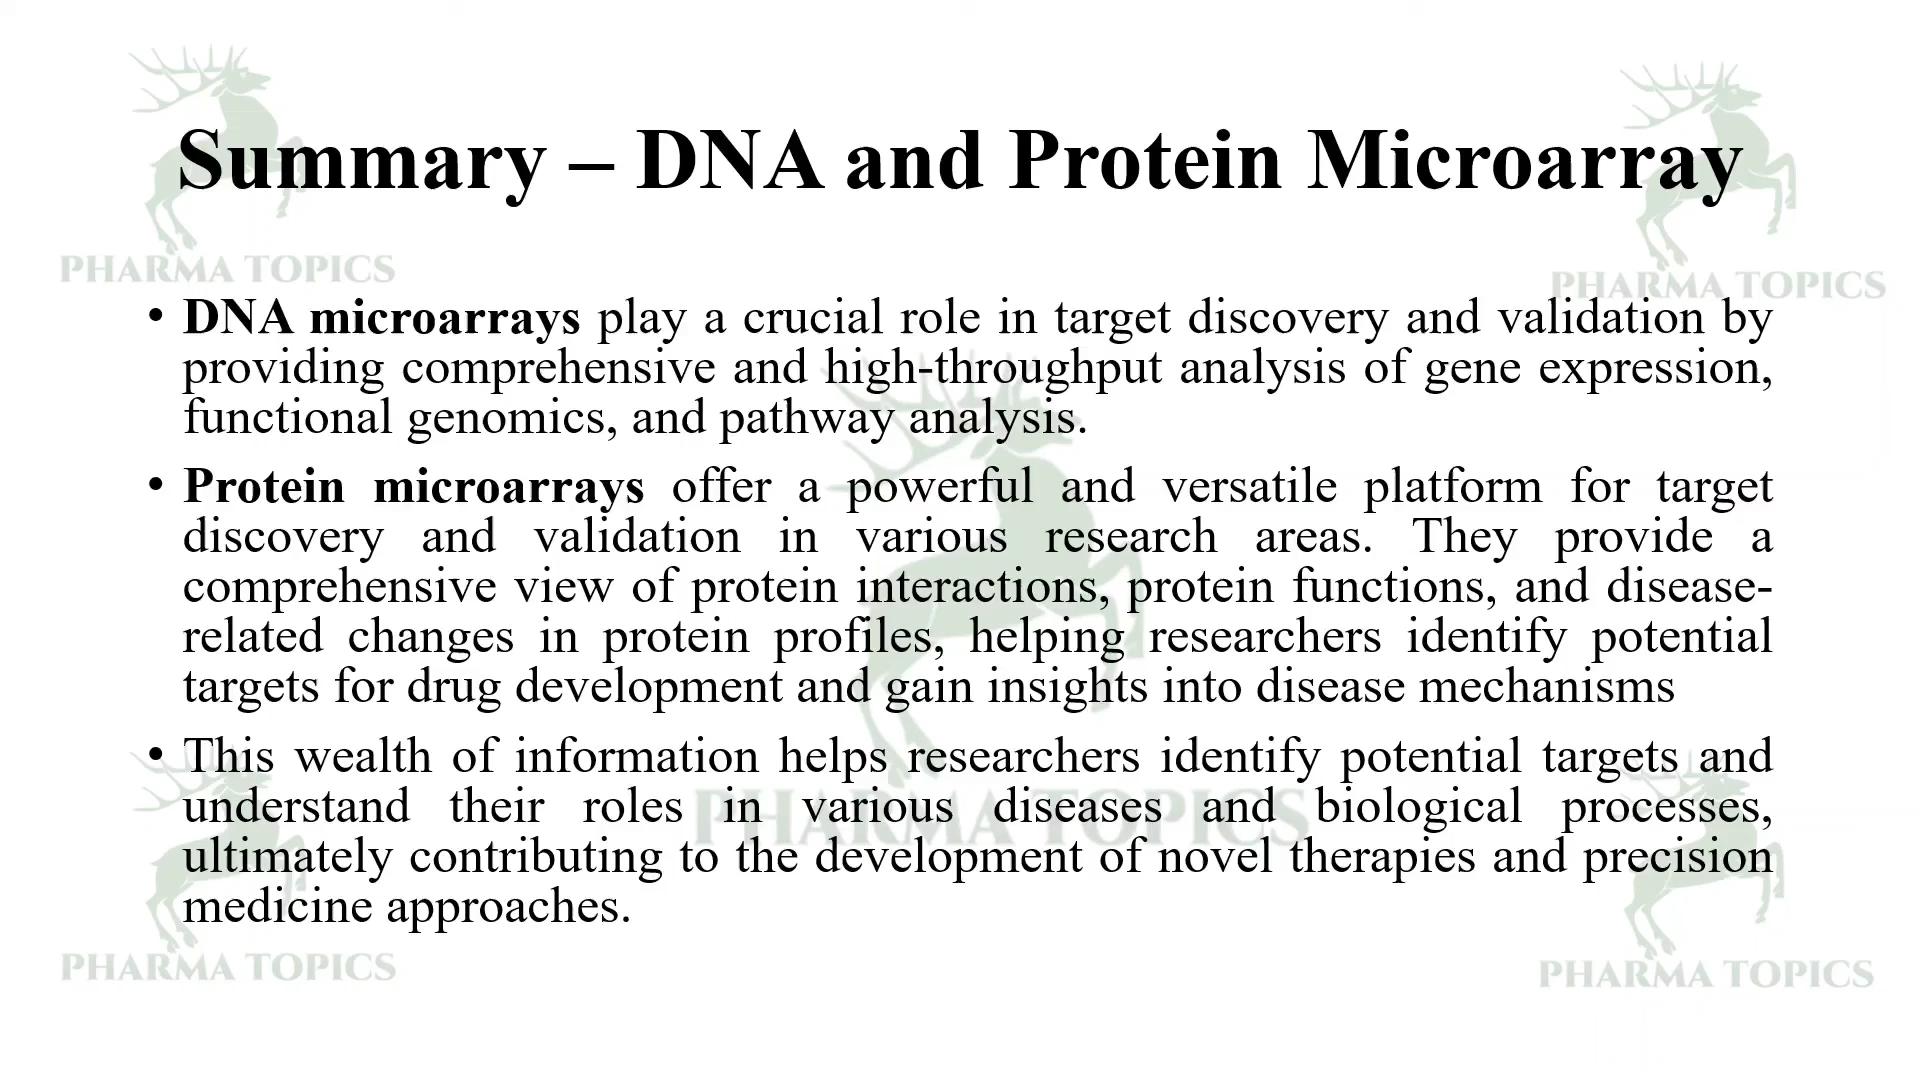 Summary – DNA and Protein Microarray
PHARMA TOPICS
PHARMA TOPICS
• DNA microarrays play a crucial role in target discovery and validation by
providing comprehensive and high-throughput analysis of gene expression,
functional genomics, and pathway analysis.
• Protein microarrays offer a powerful and versatile platform for target
discovery and validation in various research areas. They provide a
comprehensive view of protein interactions, protein functions, and disease-
related changes in protein profiles, helping researchers identify potential
targets for drug development and gain insights into disease mechanisms
• This wealth of information helps researchers identify potential targets and
understand their roles in various diseases and biological processes,
PHARMA TOPICS
ultimately contributing to the development of novel therapies and precision
medicine approaches.
PHARMA TOPICS
PHARMA TOPICS